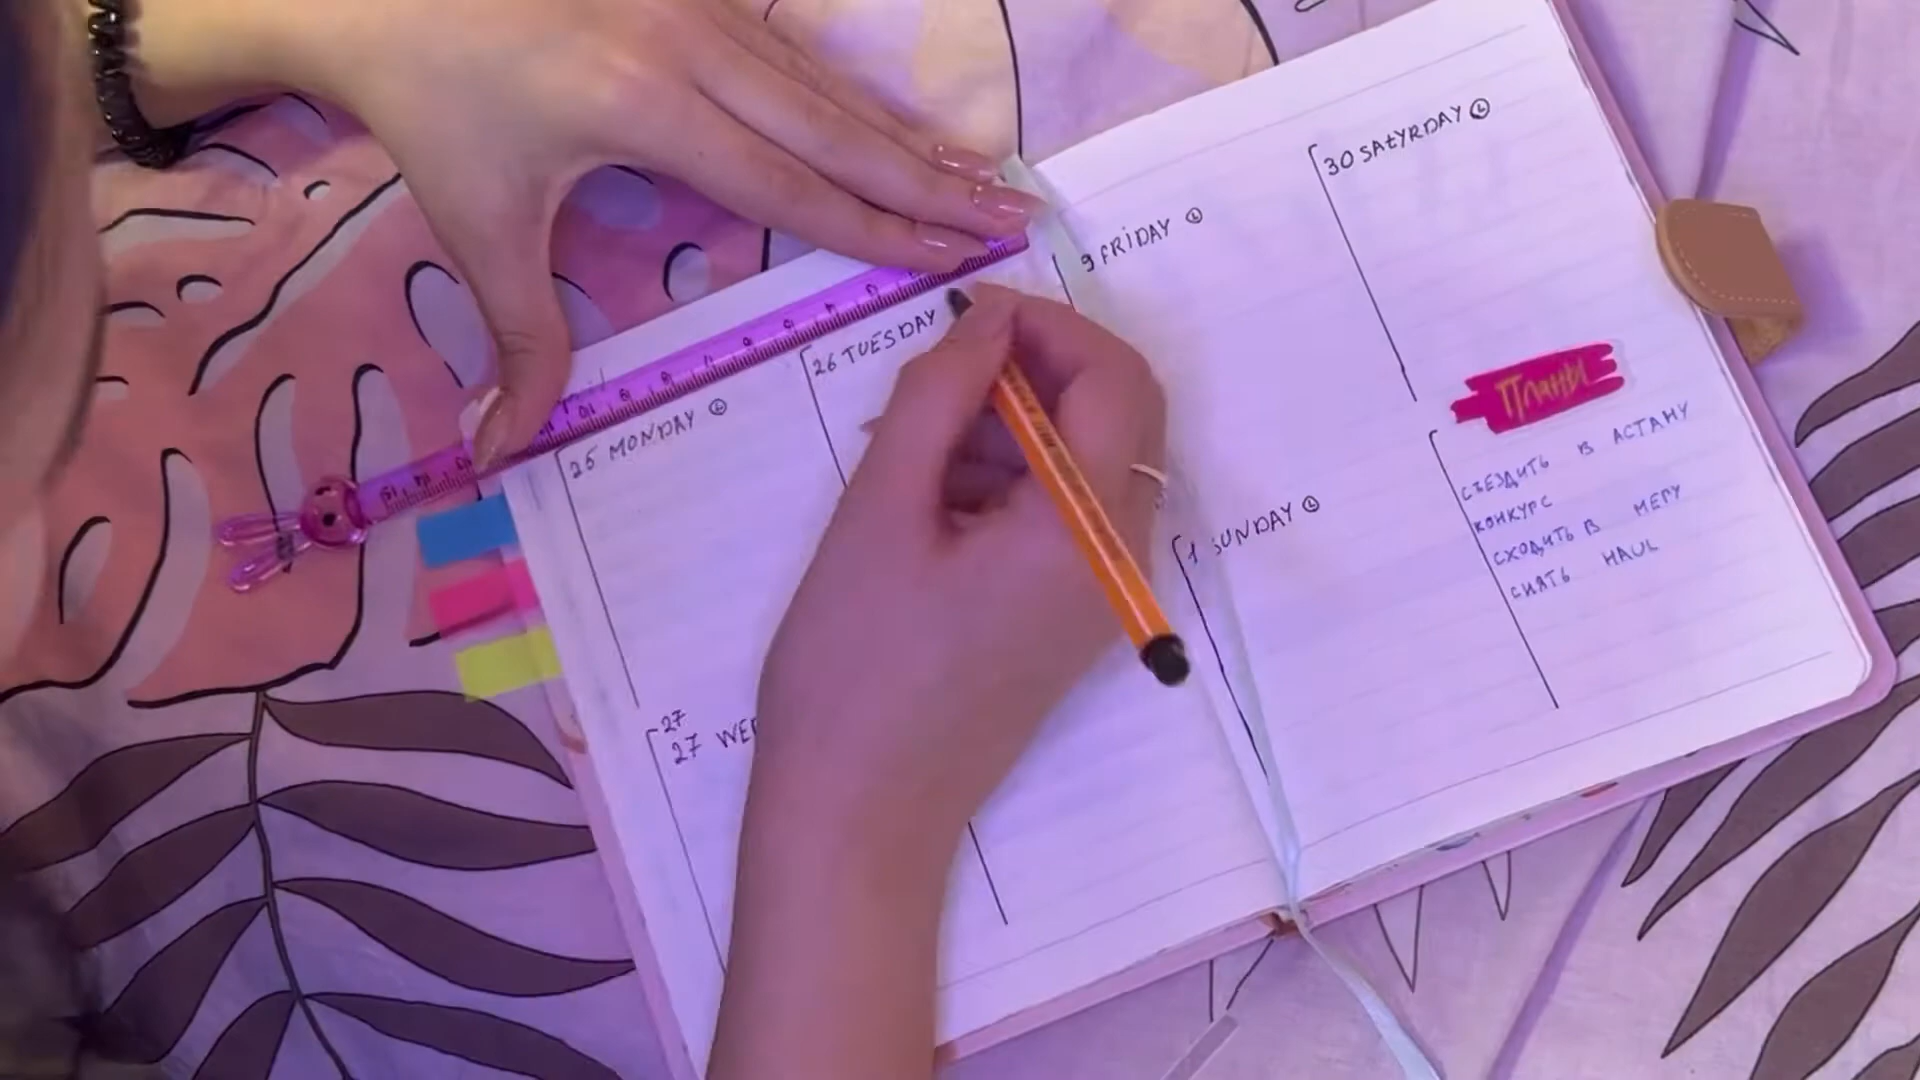 25 MONDAY
26 TUESDAY
27
27 WE
9 FRIDAY
30 SATYRDAY
1 SUNDAY
Планы
СЪЕЗДИТЬ В АСТАНУ
КОНКУРС
СХОДИТЬ В МЕГУ
СНЯТЬ HAUL